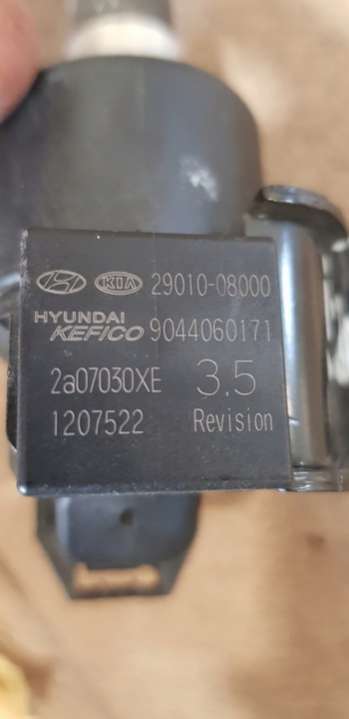 KIA 29010-08000
HYUNDAI
KEFICO 9044060171
2a07030XE 3.5
1207522 Revision